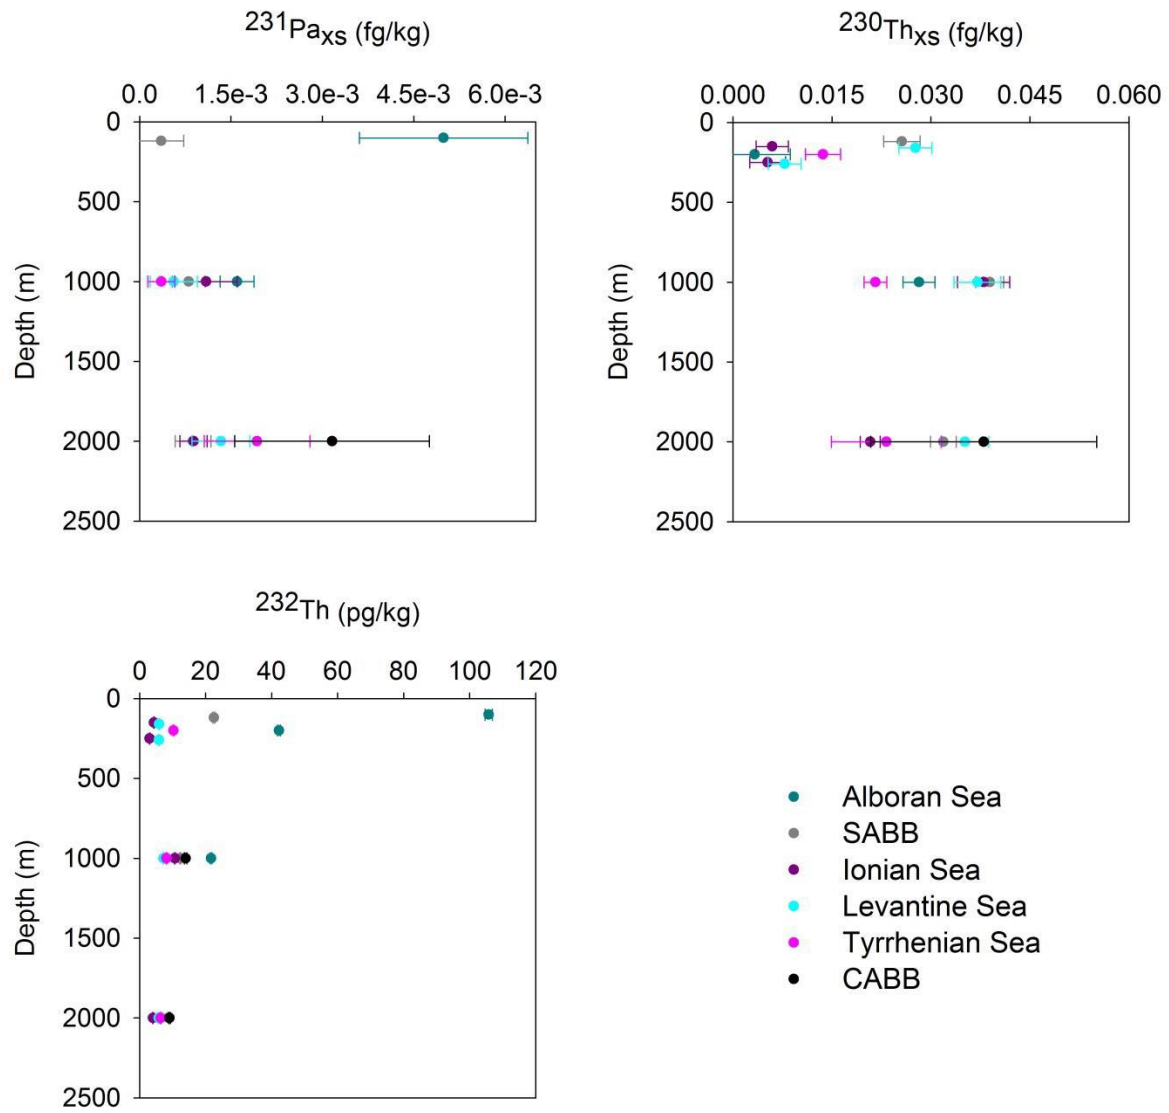 231Paxs (fg/kg)
0.0 1.5e-3 3.0e-3 4.5e-3 6.0e-3
0
500
1000
1500
2000
2500
Depth (m)
230Thxs (fg/kg)
0.000 0.015 0.030 0.045 0.060
0
500
1000
1500
2000
2500
Depth (m)
232Th (pg/kg)
0 20 40 60 80 100 120
0
500
1000
1500
2000
2500
Depth (m)
Alboran Sea
SABB
Ionian Sea
Levantine Sea
Tyrrhenian Sea
CABB